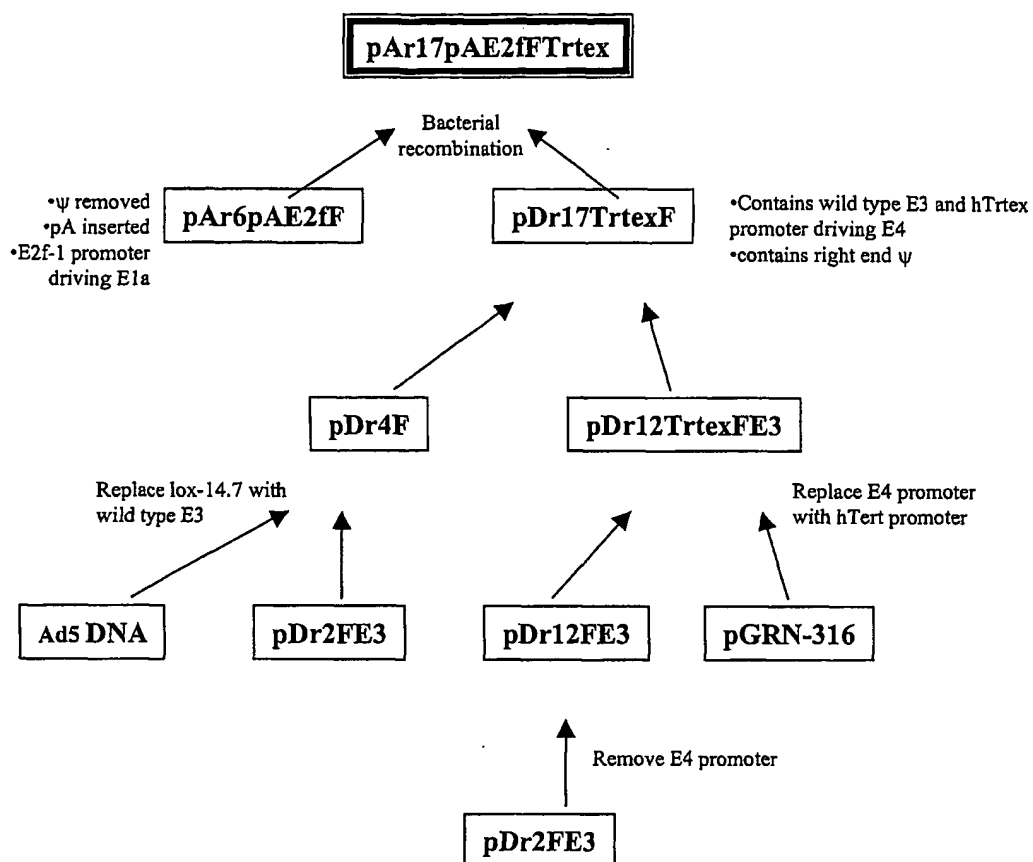 pAr17pAE2fFTrtex
Bacterial
recombination
•ψ removed
•pA inserted
•E2f-1 promoter
driving E1a
pAr6pAE2fF
pDr17TrtexF
•Contains wild type E3 and hTrtex
promoter driving E4
•contains right end ψ
pDr4F
pDr12TrtexFE3
Replace lox-14.7 with
wild type E3
Replace E4 promoter
with hTert promoter
Ad5 DNA
pDr2FE3
pDr12FE3
pGRN-316
Remove E4 promoter
pDr2FE3